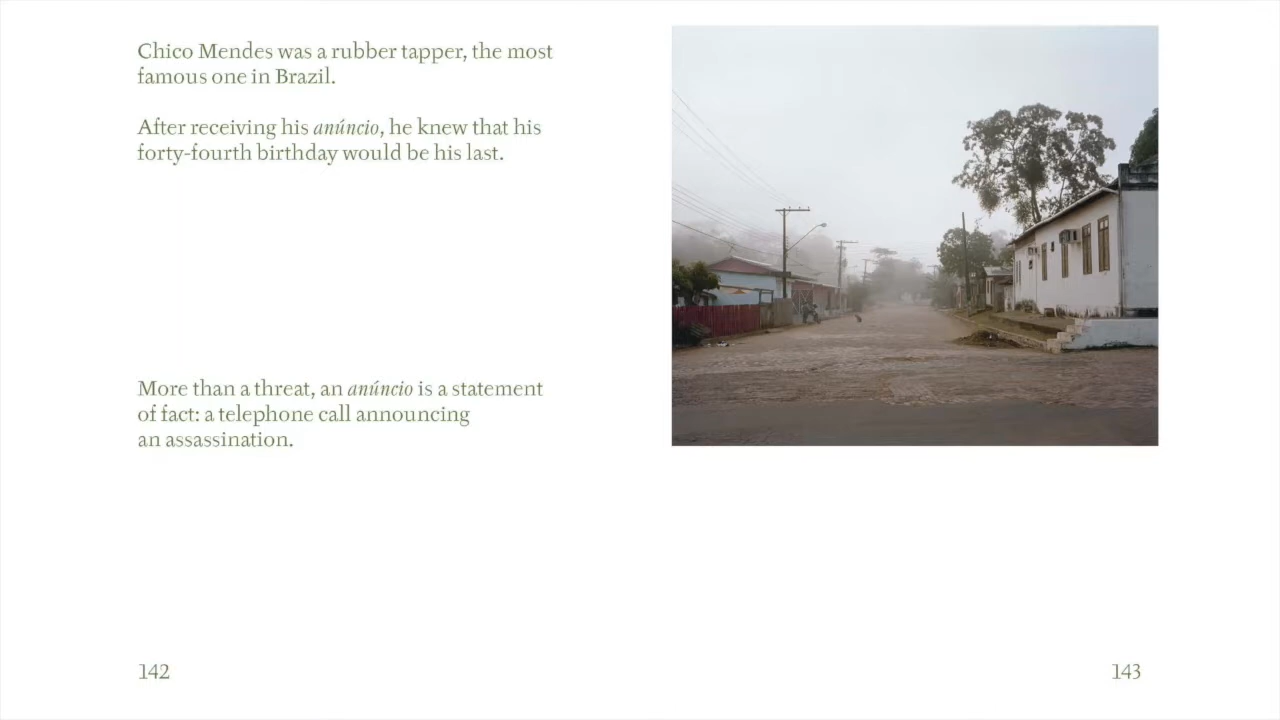 Chico Mendes was a rubber tapper, the most
famous one in Brazil.
After receiving his anúncio, he knew that his
forty-fourth birthday would be his last.
More than a threat, an anúncio is a statement
of fact: a telephone call announcing
an assassination.
142
143